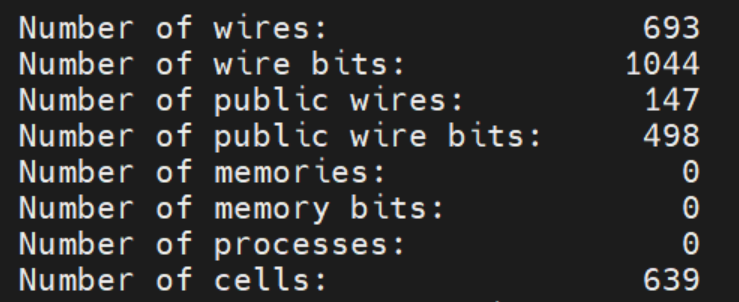 Number of wires: 693
Number of wire bits: 1044
Number of public wires: 147
Number of public wire bits: 498
Number of memories: 0
Number of memory bits: 0
Number of processes: 0
Number of cells: 639